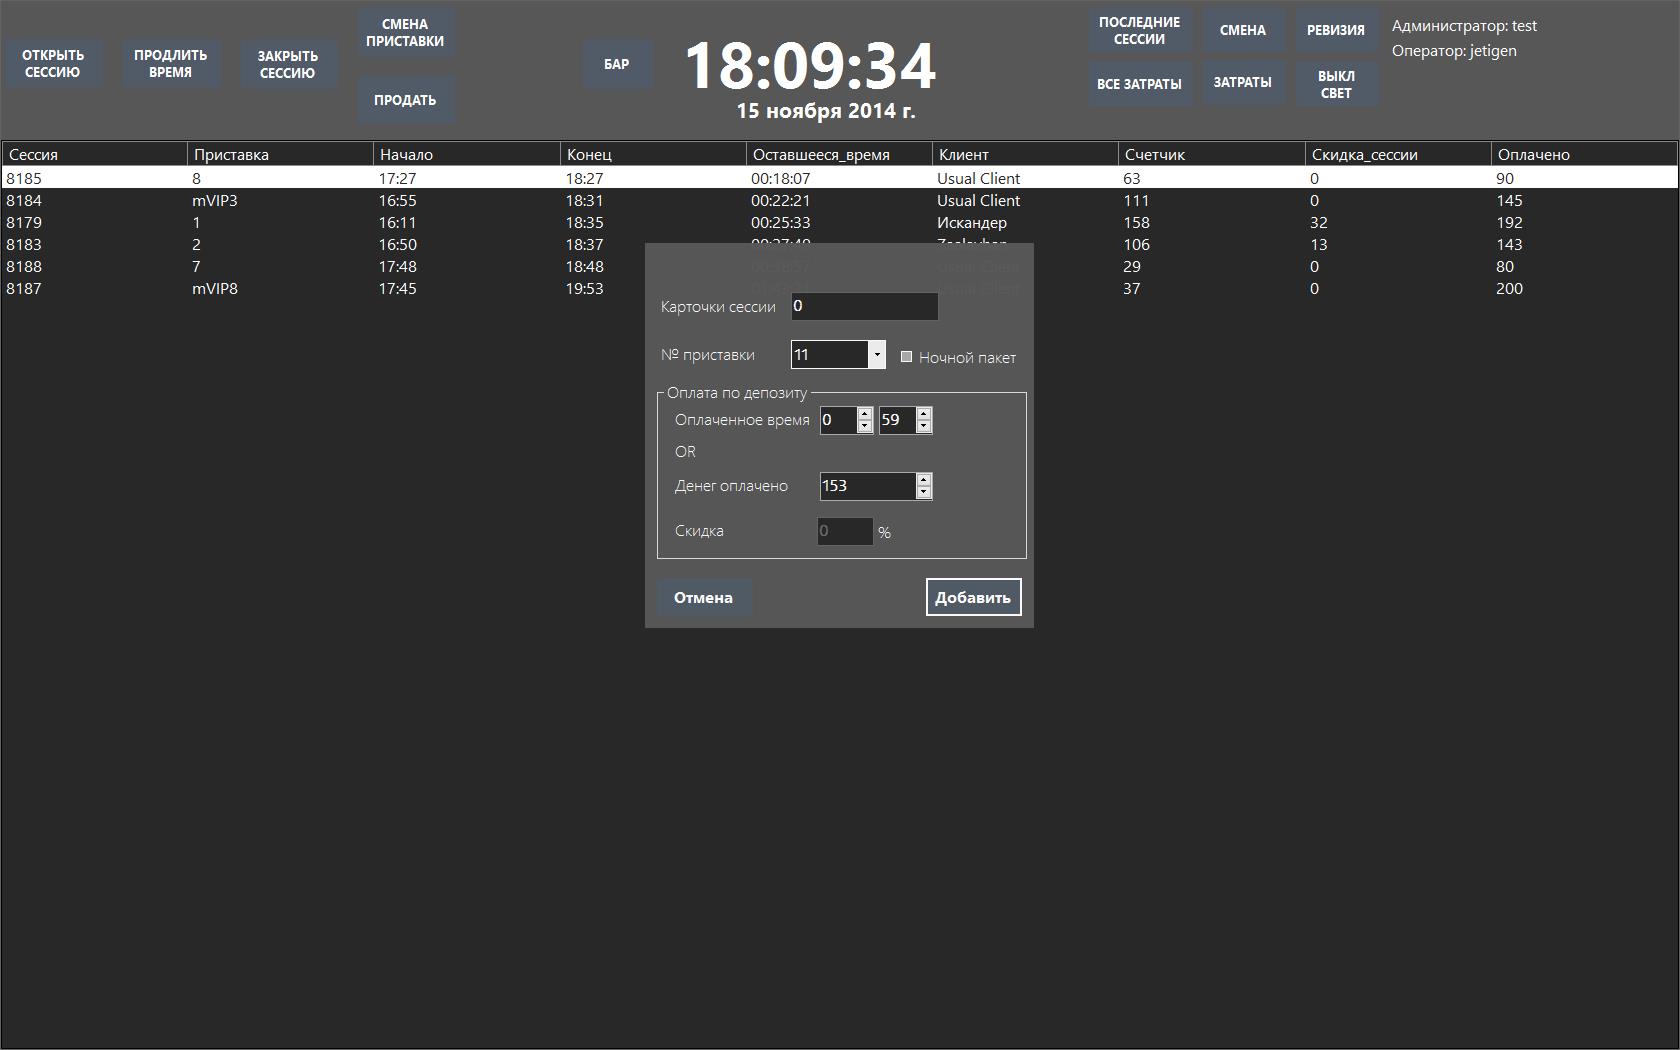 ОТКРЫТЬ
СЕССИЮ
ПРОДЛИТЬ
ВРЕМЯ
ЗАКРЫТЬ
СЕССИЮ
СМЕНА
ПРИСТАВКИ
ПРОДАТЬ
БАР
18:09:34
15 ноября 2014 г.
ПОСЛЕДНИЕ
СЕССИИ
СМЕНА
РЕВИЗИЯ
ВСЕ ЗАТРАТЫ
ЗАТРАТЫ
ВЫКЛ
СВЕТ
Администратор: test
Оператор: jetigen
Сессия Приставка Начало Конец Оставшееся_время Клиент Счетчик Скидка_сессии Оплачено
8185 8 17:27 18:27 00:18:07 Usual Client 63 0 90
8184 mVIP3 16:55 18:31 00:22:21 Usual Client 111 0 145
8179 1 16:11 18:35 00:25:33 Искандер 158 32 192
8183 2 16:50 18:37 106 13 143
8188 7 17:48 18:48 29 0 80
8187 mVIP8 17:45 19:53 37 0 200
Карточки сессии 0
№ приставки 11 Ночной пакет
Оплата по депозиту
Оплаченное время 0 59
OR
Денег оплачено 153
Скидка 0 %
Отмена Добавить